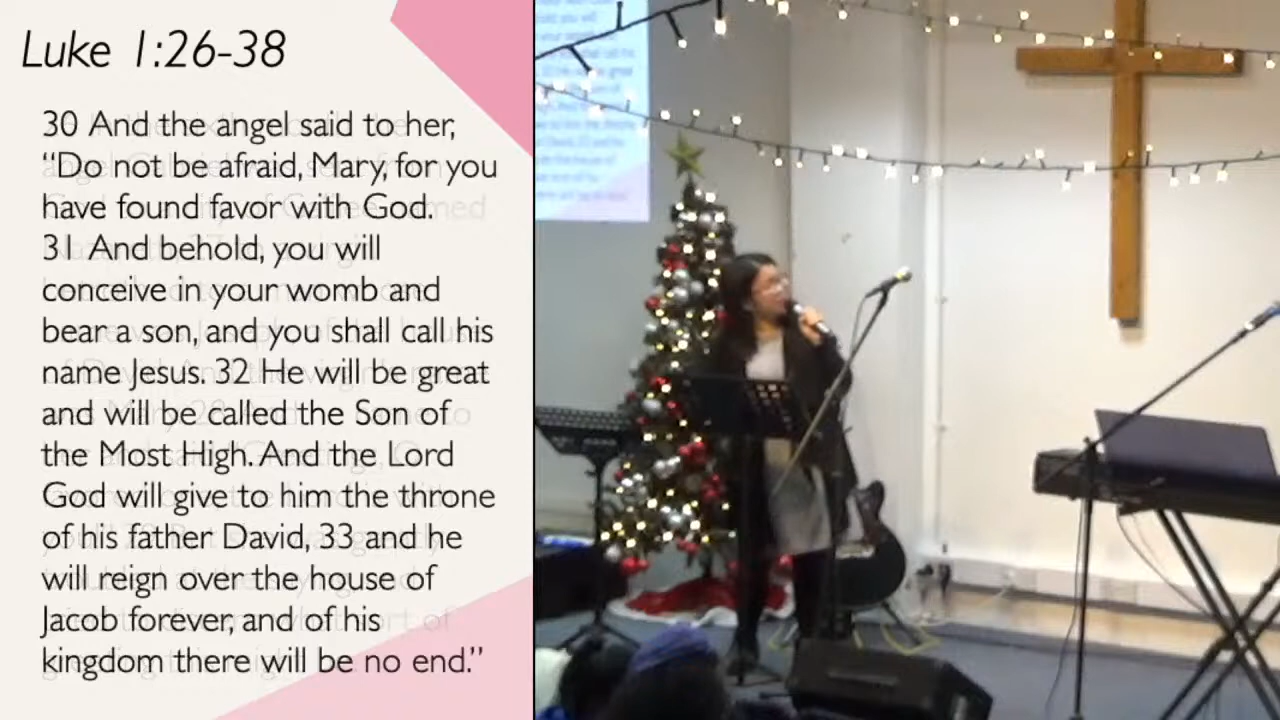 Luke 1:26-38
30 And the angel said to her,
“Do not be afraid, Mary, for you
have found favor with God.
31 And behold, you will
conceive in your womb and
bear a son, and you shall call his
name Jesus. 32 He will be great
and will be called the Son of
the Most High. And the Lord
God will give to him the throne
of his father David, 33 and he
will reign over the house of
Jacob forever, and of his
kingdom there will be no end.”